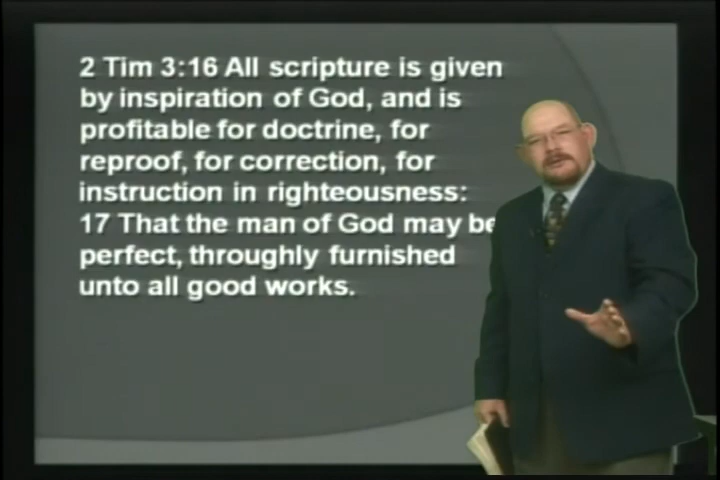 2 Tim 3:16 All scripture is given
by inspiration of God, and is
profitable for doctrine, for
reproof, for correction, for
instruction in righteousness:
17 That the man of God may be
perfect, throughly furnished
unto all good works.